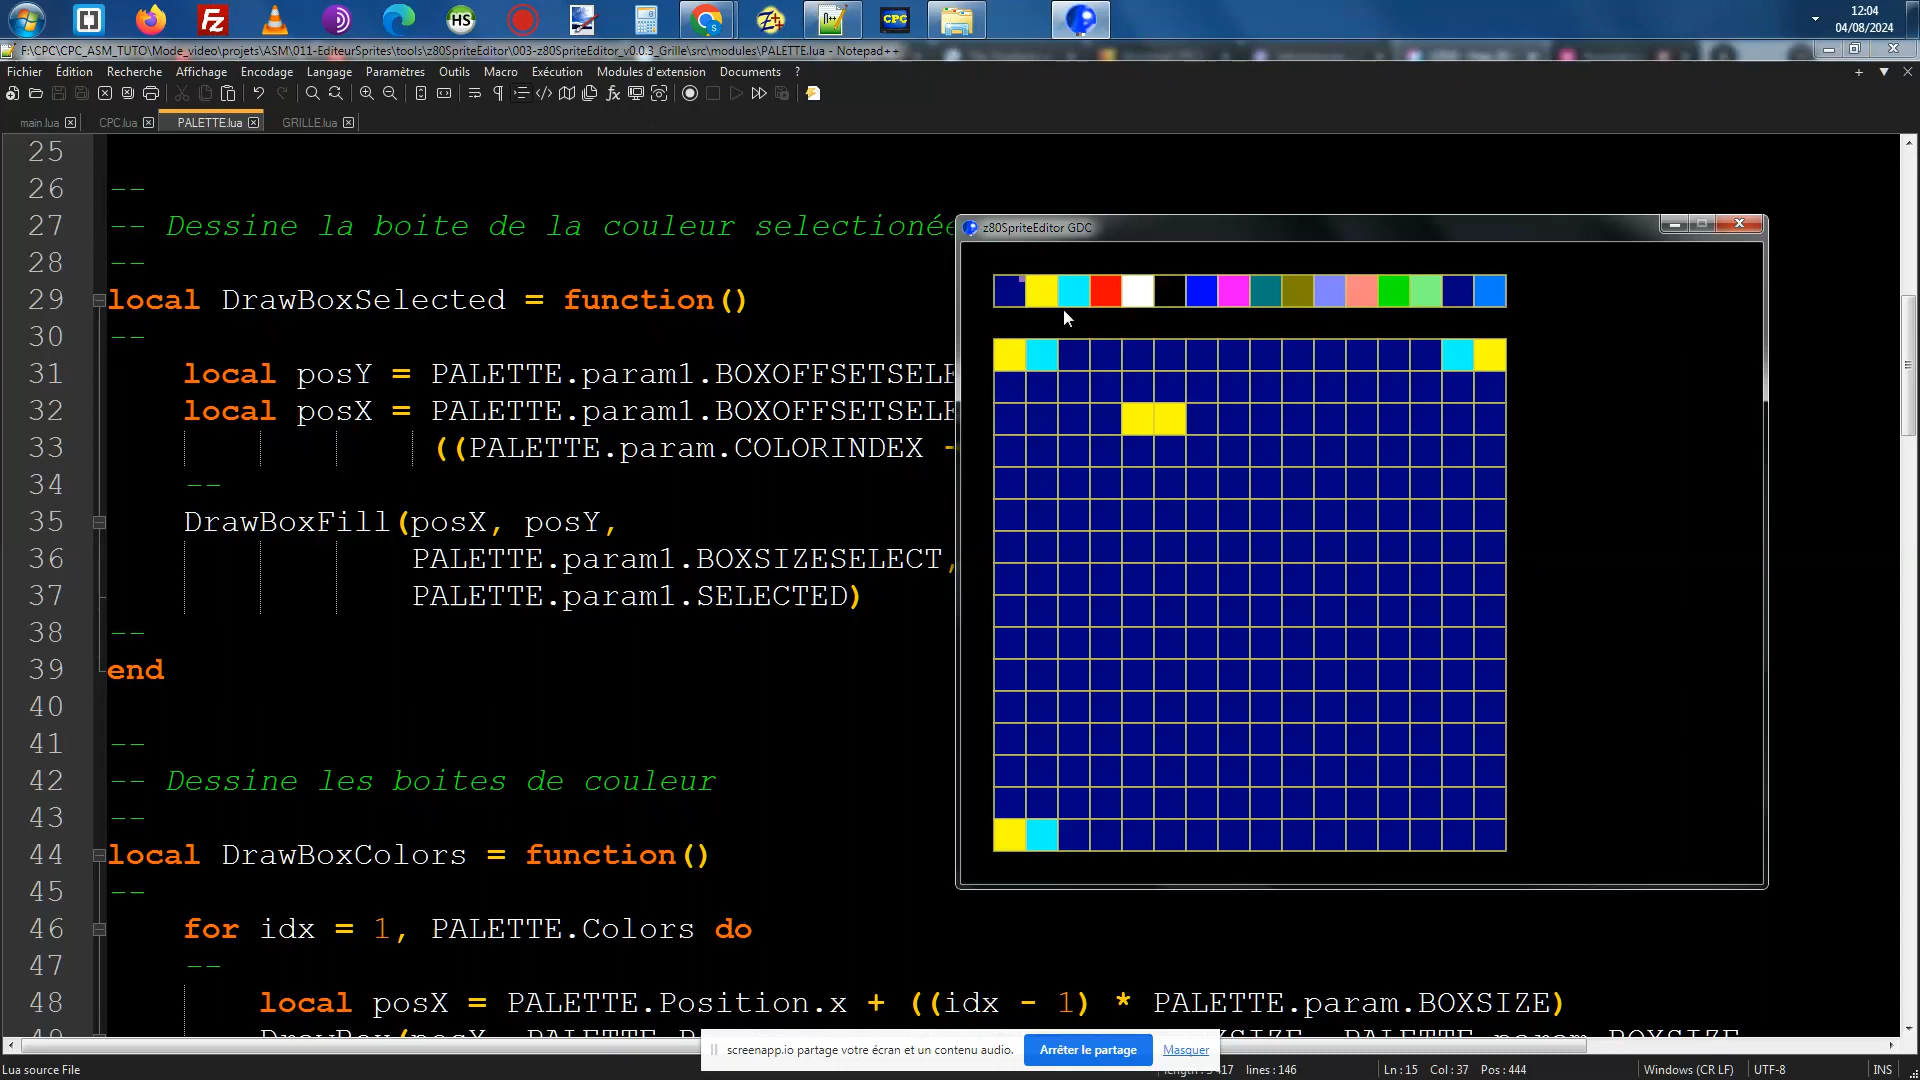 12:04
04/08/2024
F:\CPC\CPC_ASM_TUTO\Mode_video\projets\ASM\011-EditeurSprites\tools\z80SpriteEditor\003-z80SpriteEditor_v0.0.3_Grille\src\modules\PALETTE.lua - Notepad++
Fichier Édition Recherche Affichage Encodage Langage Paramètres Outils Macro Exécution Modules d'extension Documents ?
main.lua CPC.lua PALETTE.lua GRILLE.lua
25
26 --
27 -- Dessine la boite de la couleur selectionée
28 --
29 local DrawBoxSelected = function()
30 --
31 local posY = PALETTE.param1.BOXOFFSETSELE
32 local posX = PALETTE.param1.BOXOFFSETSELE
33 ((PALETTE.param.COLORINDEX -
34 --
35 DrawBoxFill(posX, posY,
36 PALETTE.param1.BOXSIZESELECT,
37 PALETTE.param1.SELECTED)
38 --
39 end
40
41 --
42 -- Dessine les boites de couleur
43 --
44 local DrawBoxColors = function()
45 --
46 for idx = 1, PALETTE.Colors do
47 --
48 local posX = PALETTE.Position.x + ((idx - 1) * PALETTE.param.BOXSIZE)
z80SpriteEditor GDC
screenapp.io partage votre écran et un contenu audio. Arrêter le partage Masquer
Lua source File lines : 146 Ln : 15 Col : 37 Pos : 444 Windows (CR LF) UTF-8 INS